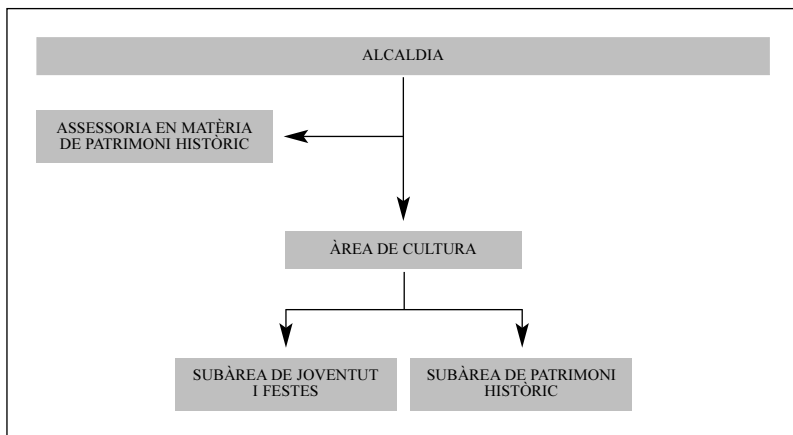 ALCALDIA
ASSESSORIA EN MATÈRIA
DE PATRIMONI HISTÒRIC
ÀREA DE CULTURA
SUBÀREA DE JOVENTUT
I FESTES
SUBÀREA DE PATRIMONI
HISTÒRIC